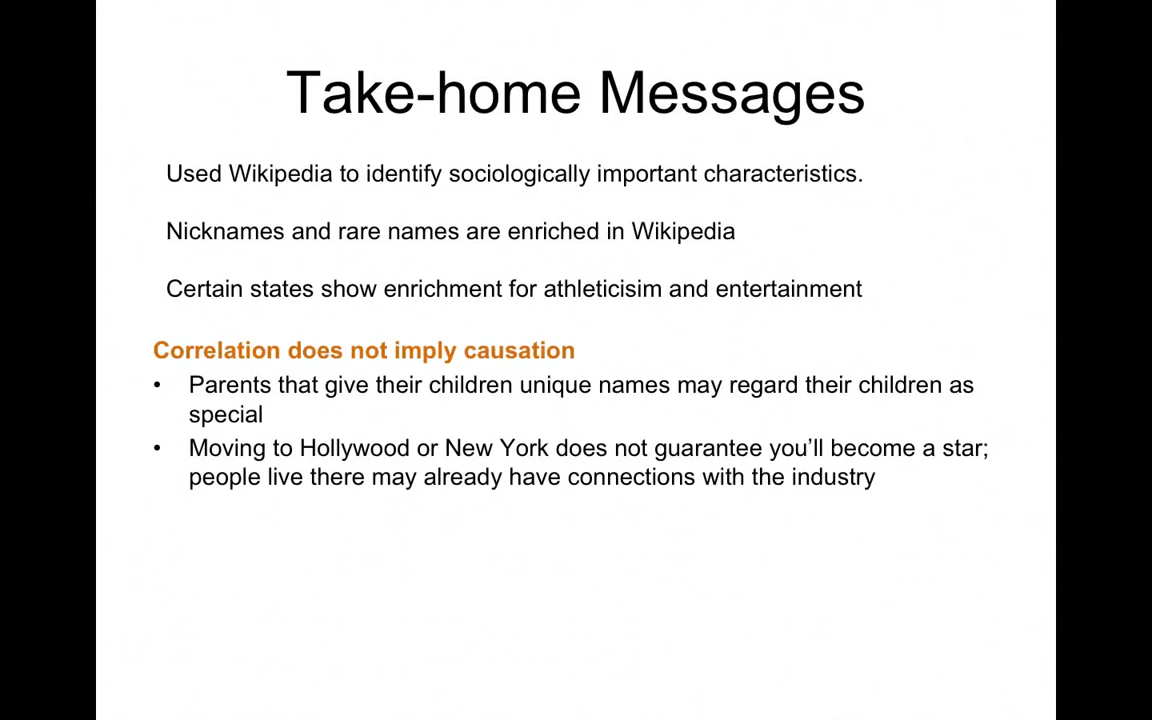 Take-home Messages
Used Wikipedia to identify sociologically important characteristics.
Nicknames and rare names are enriched in Wikipedia
Certain states show enrichment for athleticisim and entertainment
Correlation does not imply causation
• Parents that give their children unique names may regard their children as
special
• Moving to Hollywood or New York does not guarantee you’ll become a star;
people live there may already have connections with the industry